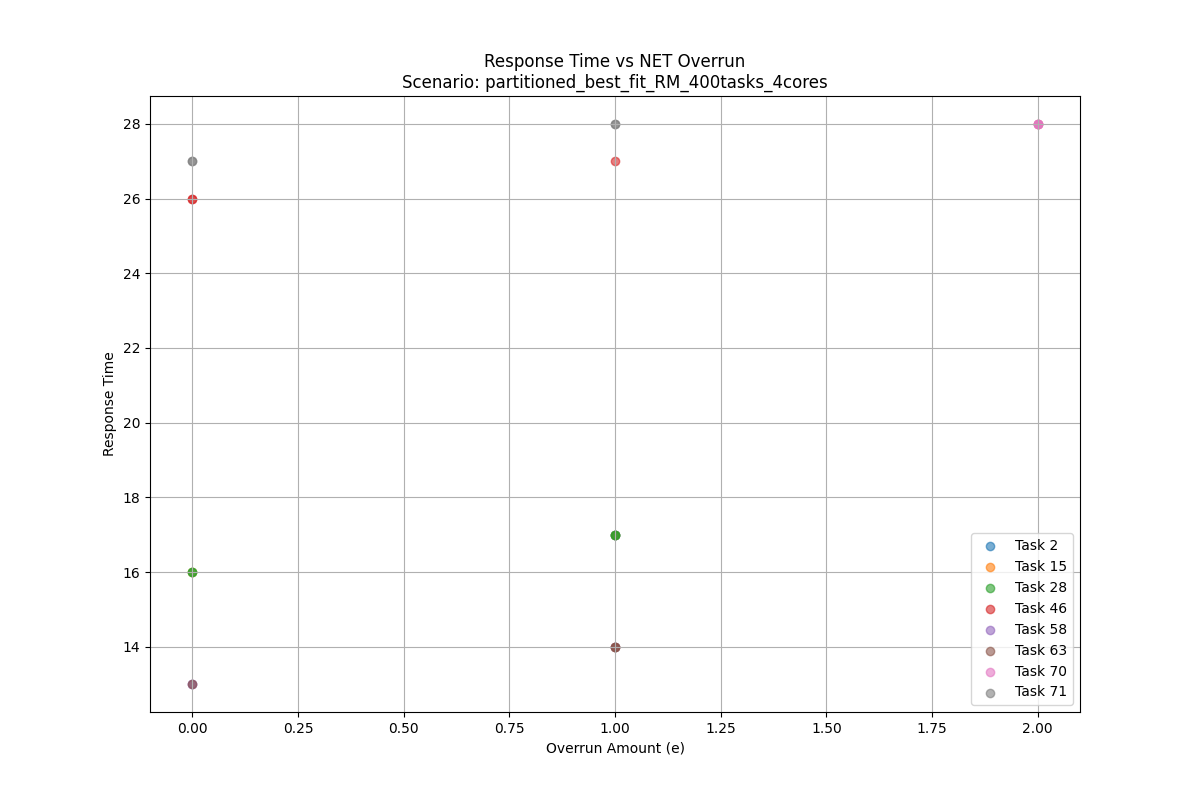 Response Time vs NET Overrun
Scenario: partitioned_best_fit_RM_400tasks_4cores
Response Time
28
26
24
22
20
18
16
14
0.00 0.25 0.50 0.75 1.00 1.25 1.50 1.75 2.00
Overrun Amount (e)
Task 2
Task 15
Task 28
Task 46
Task 58
Task 63
Task 70
Task 71